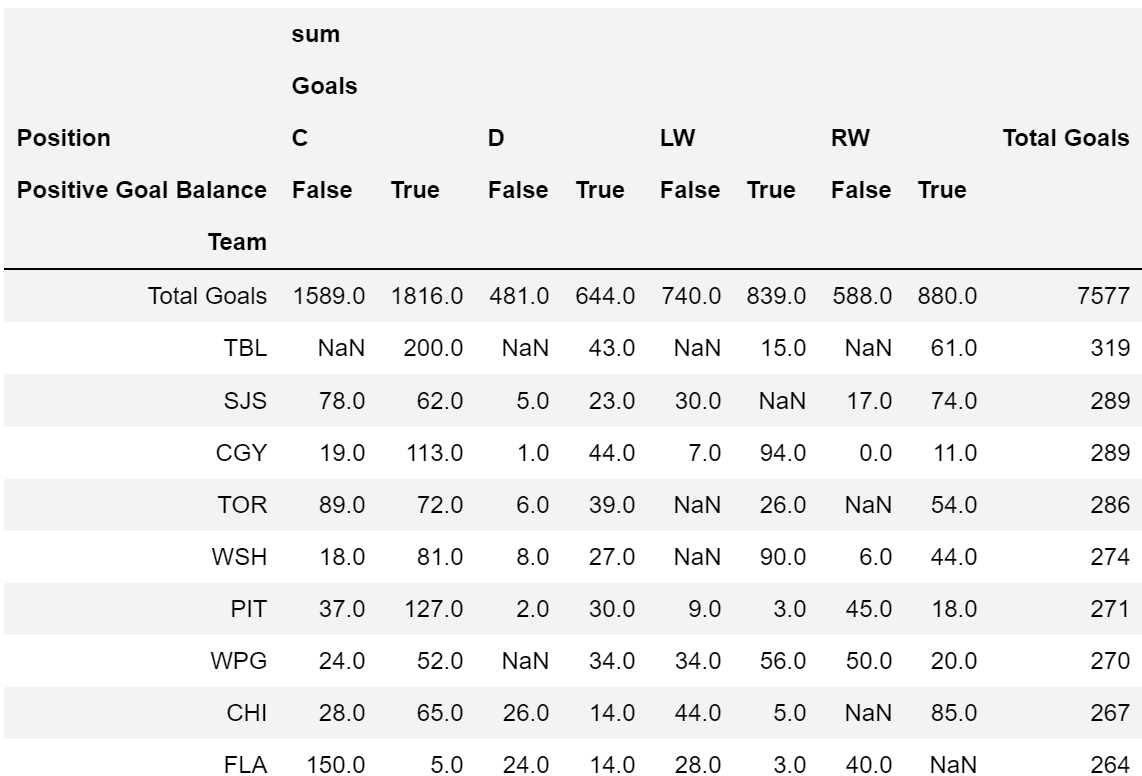 sum
Goals
Position C D LW RW Total Goals
Positive Goal Balance False True False True False True False True
Team
Total Goals 1589.0 1816.0 481.0 644.0 740.0 839.0 588.0 880.0 7577
TBL NaN 200.0 NaN 43.0 NaN 15.0 NaN 61.0 319
SJS 78.0 62.0 5.0 23.0 30.0 NaN 17.0 74.0 289
CGY 19.0 113.0 1.0 44.0 7.0 94.0 0.0 11.0 289
TOR 89.0 72.0 6.0 39.0 NaN 26.0 NaN 54.0 286
WSH 18.0 81.0 8.0 27.0 NaN 90.0 6.0 44.0 274
PIT 37.0 127.0 2.0 30.0 9.0 3.0 45.0 18.0 271
WPG 24.0 52.0 NaN 34.0 34.0 56.0 50.0 20.0 270
CHI 28.0 65.0 26.0 14.0 44.0 5.0 NaN 85.0 267
FLA 150.0 5.0 24.0 14.0 28.0 3.0 40.0 NaN 264